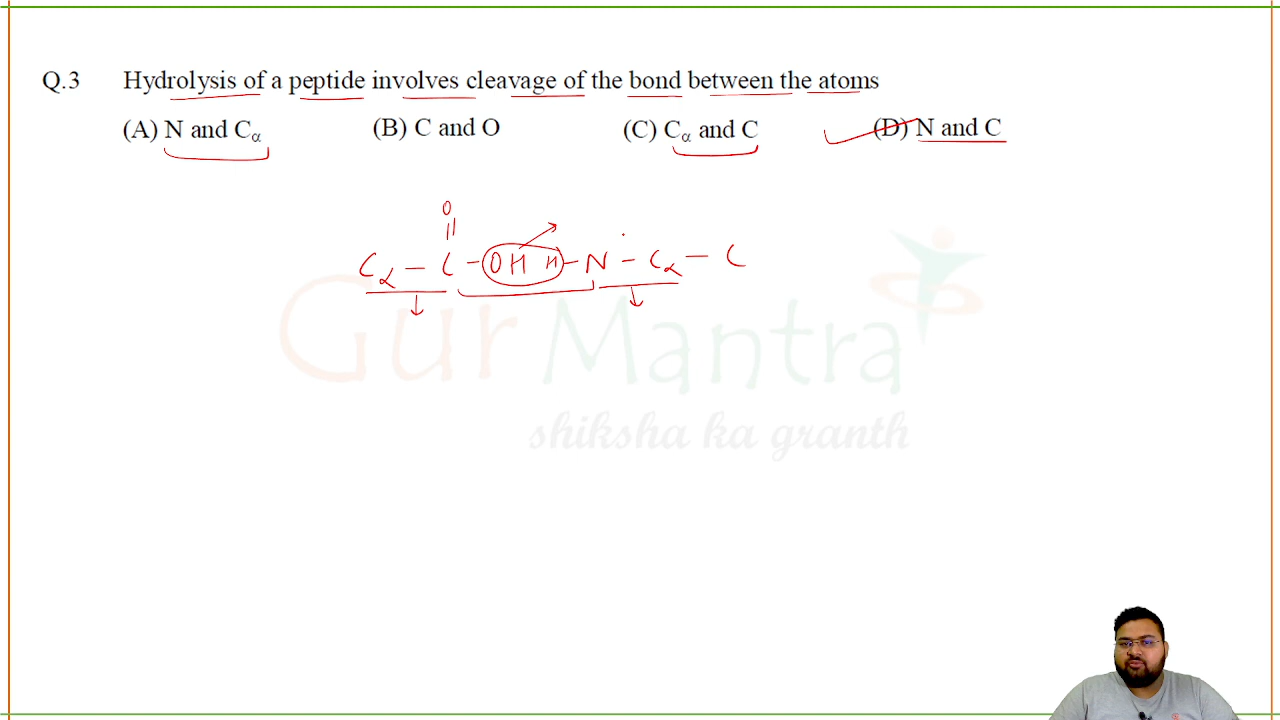 Q.3 Hydrolysis of a peptide involves cleavage of the bond between the atoms
(A) N and Cα (B) C and O (C) Cα and C (D) N and C
O
Cα - C - OH H - N - Cα - C
GurMantra
shiksha ka granth